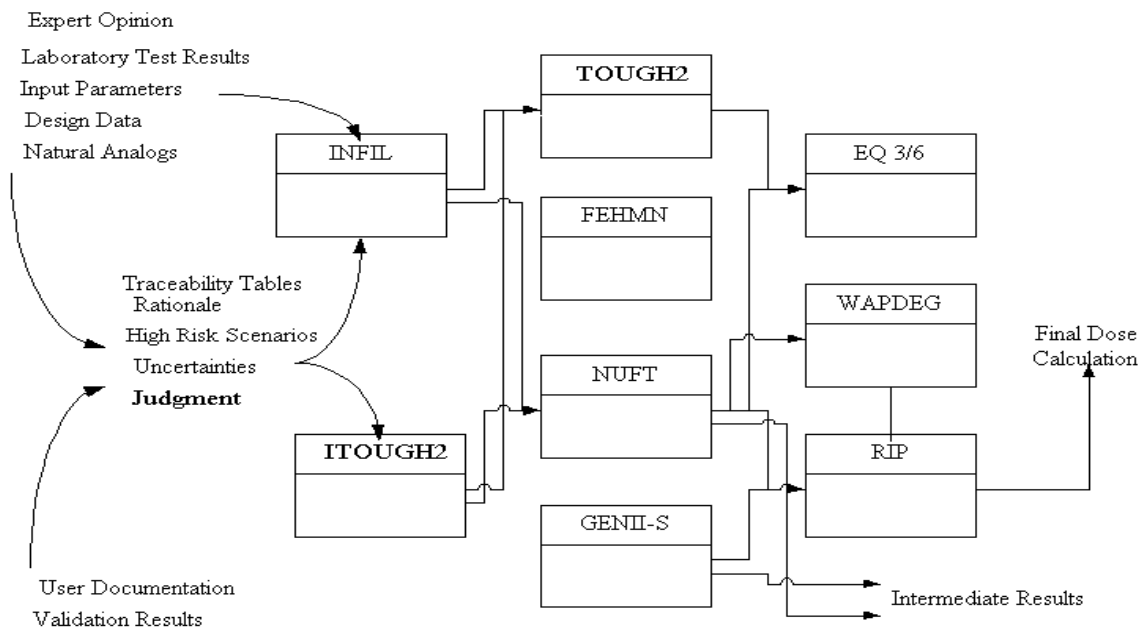 Expert Opinion
Laboratory Test Results
Input Parameters
Design Data
Natural Analogs
INFIL
TOUGH2
EQ 3/6
FEHMN
Traceability Tables
Rationale
High Risk Scenarios
Uncertainties
Judgment
WAPDEG
Final Dose
Calculation
NUFT
ITOUGH2
RIP
GENII-S
User Documentation
Validation Results
Intermediate Results